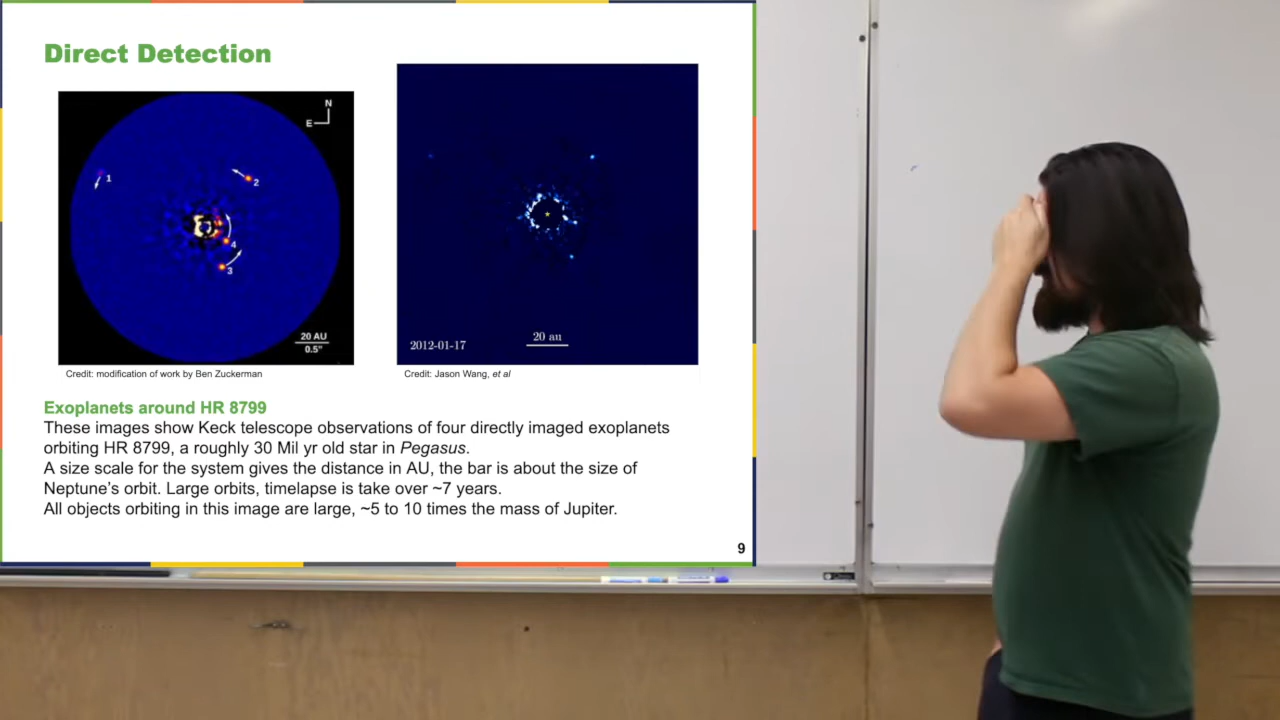 Direct Detection
N
E
1
2
4
3
20 AU
0.5"
2012-01-17
20 au
Credit: modification of work by Ben Zuckerman
Credit: Jason Wang, et al
Exoplanets around HR 8799
These images show Keck telescope observations of four directly imaged exoplanets
orbiting HR 8799, a roughly 30 Mil yr old star in Pegasus.
A size scale for the system gives the distance in AU, the bar is about the size of
Neptune's orbit. Large orbits, timelapse is take over ~7 years.
All objects orbiting in this image are large, ~5 to 10 times the mass of Jupiter.
9